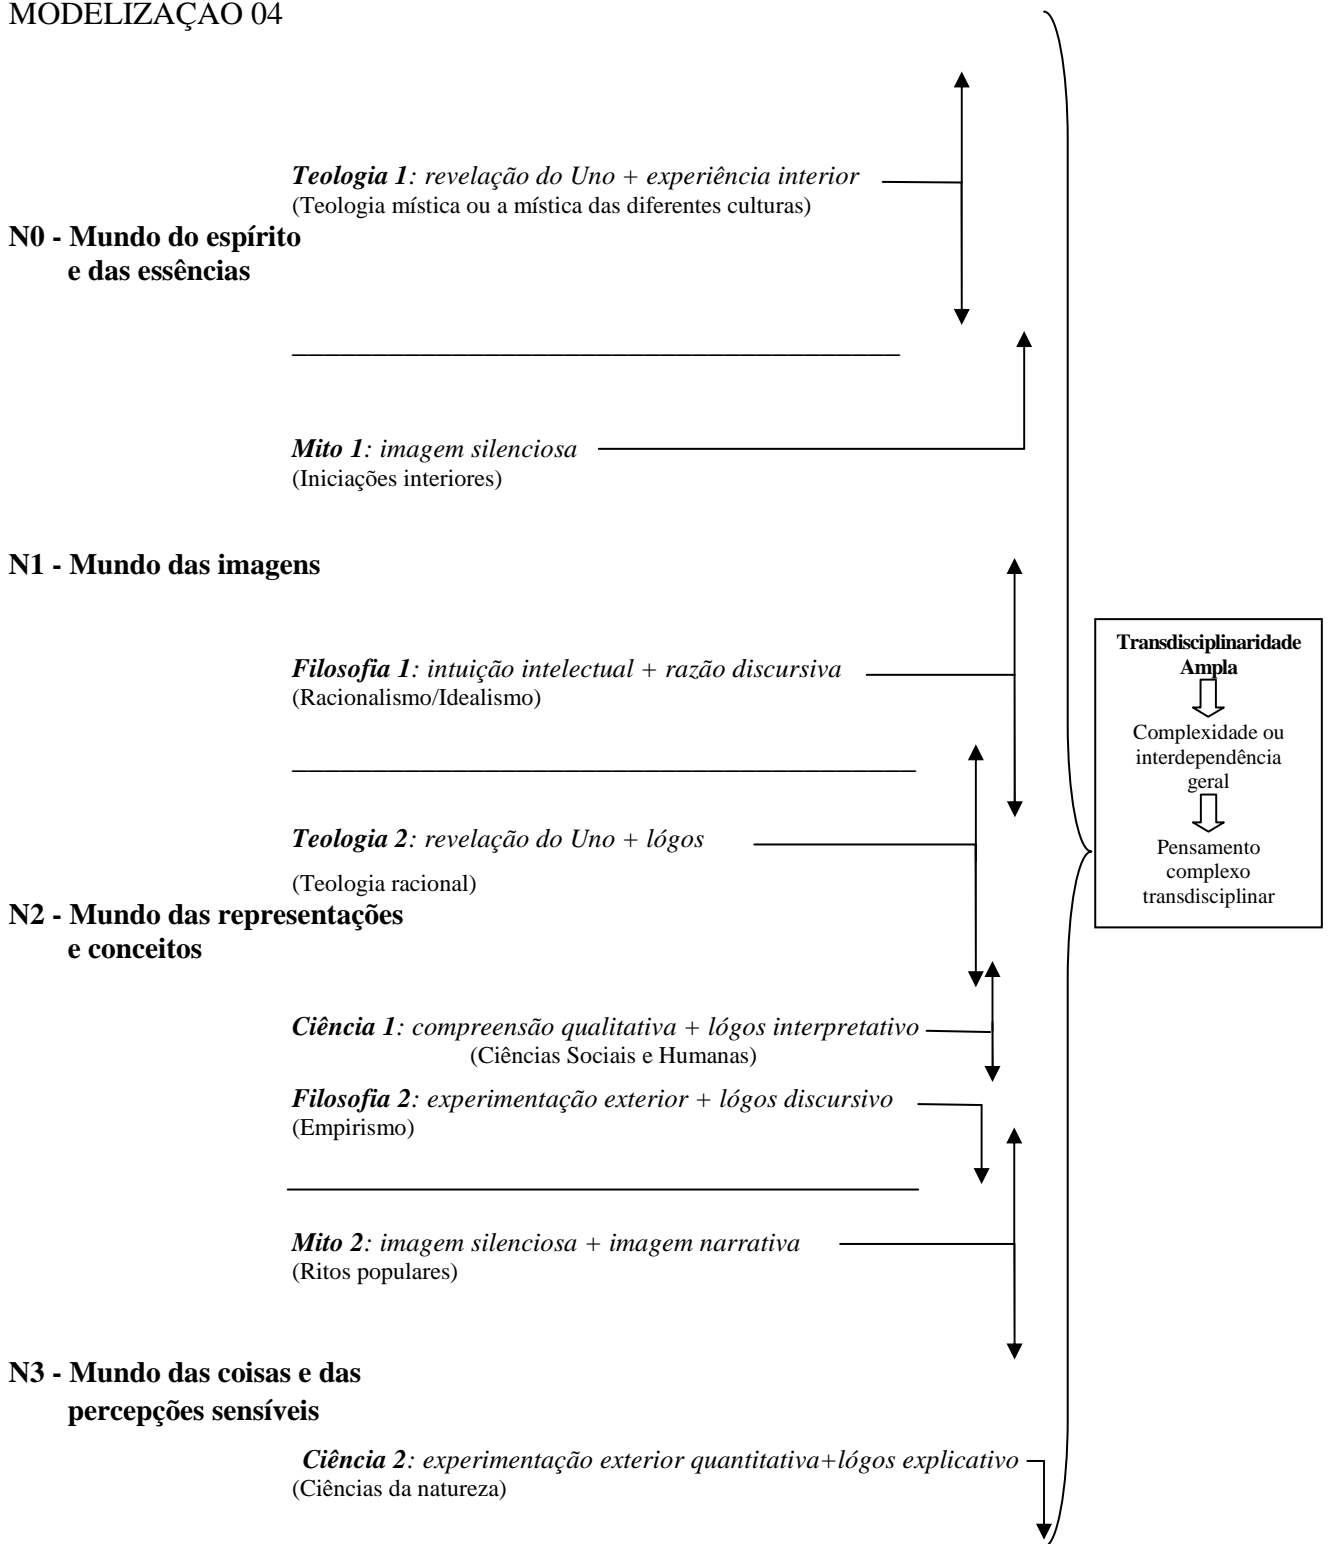 MODELIZAÇÃO 04
Teologia 1: revelação do Uno + experiência interior
(Teologia mística ou a mística das diferentes culturas)
N0 - Mundo do espírito
e das essências
Mito 1: imagem silenciosa
(Iniciações interiores)
N1 - Mundo das imagens
Filosofia 1: intuição intelectual + razão discursiva
(Racionalismo/Idealismo)
Teologia 2: revelação do Uno + lógos
(Teologia racional)
N2 - Mundo das representações
e conceitos
Ciência 1: compreensão qualitativa + lógos interpretativo
(Ciências Sociais e Humanas)
Filosofia 2: experimentação exterior + lógos discursivo
(Empirismo)
Mito 2: imagem silenciosa + imagem narrativa
(Ritos populares)
N3 - Mundo das coisas e das
percepções sensíveis
Ciência 2: experimentação exterior quantitativa+lógos explicativo
(Ciências da natureza)
Transdisciplinaridade
Ampla
Complexidade ou
interdependência
geral
Pensamento
complexo
transdisciplinar